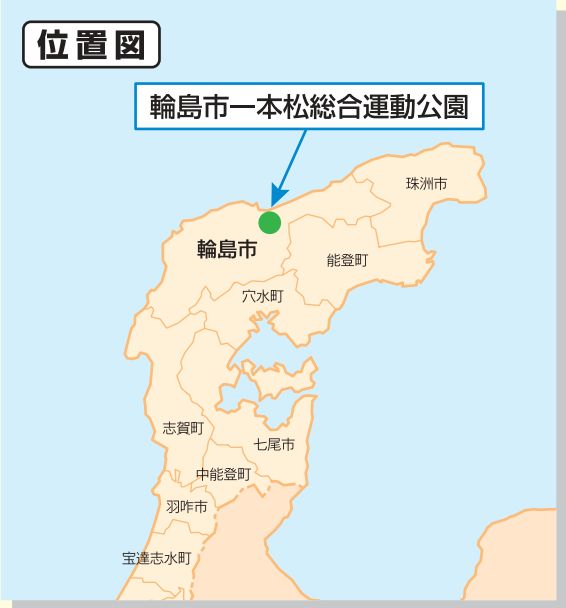 位置図
輪島市一本松総合運動公園
珠洲市
輪島市
能登町
穴水町
志賀町
七尾市
中能登町
羽咋市
宝達志水町